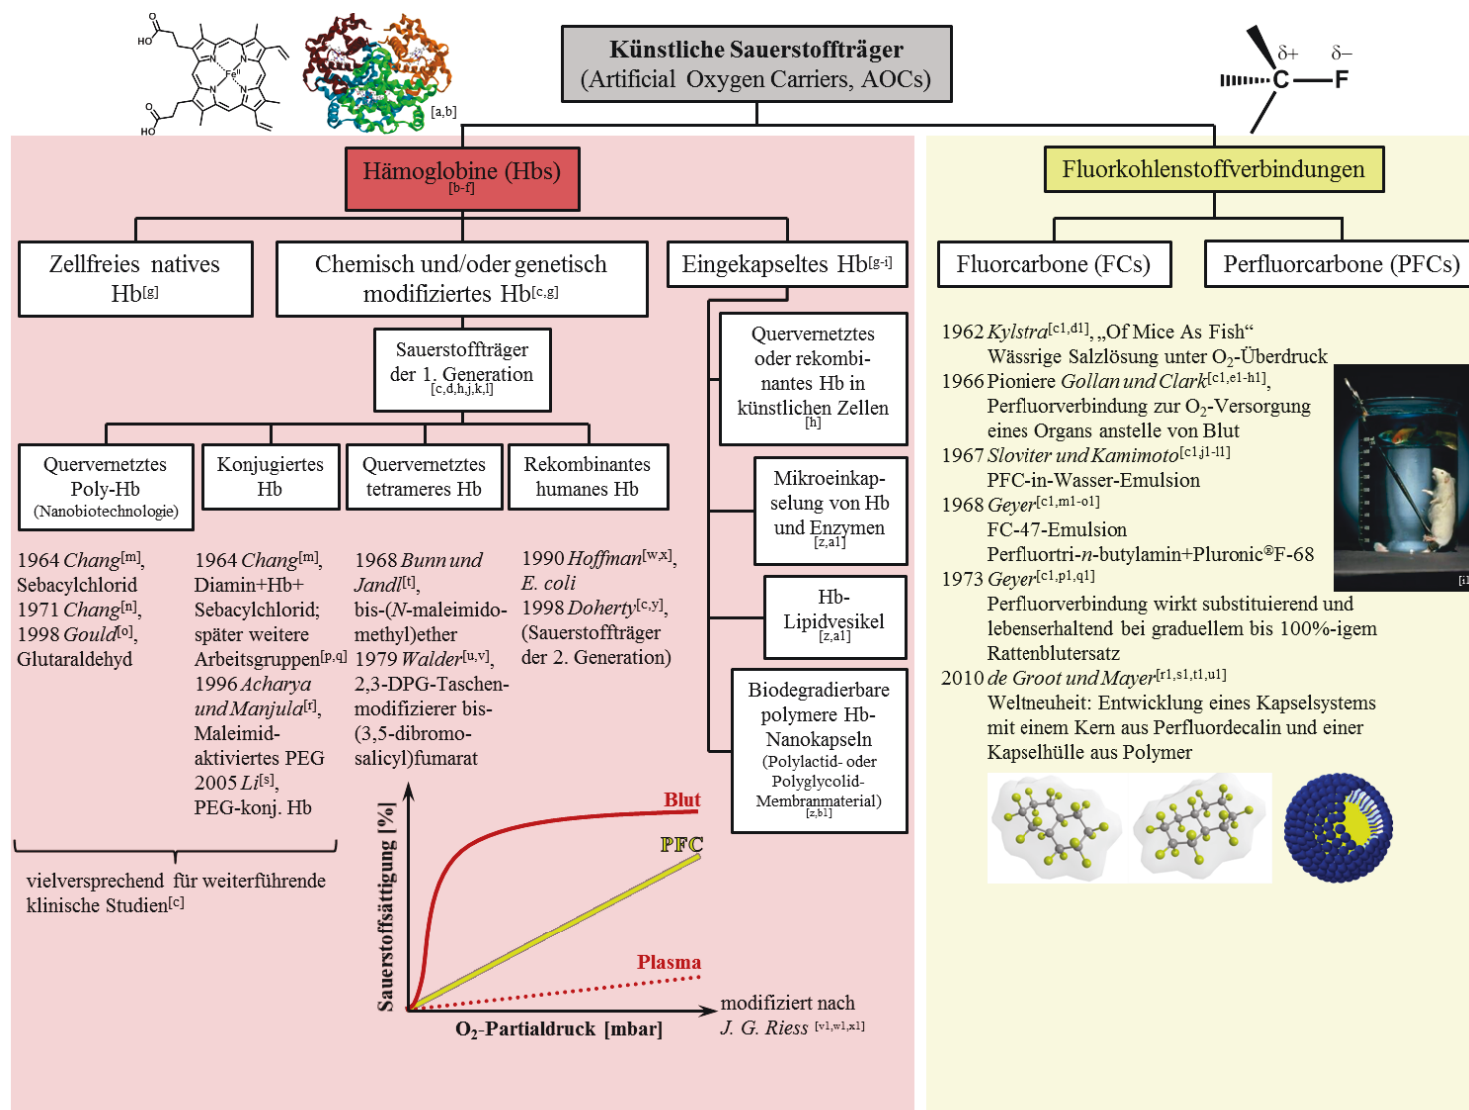 O
HO
N
N
Fe
II
N
N
O
HO
[a,b]
Künstliche Sauerstoffträger
(Artificial Oxygen Carriers, AOCs)
δ+ δ−
C F
Hämoglobine (Hbs)
[b-f]
Zellfreies natives
Hb[g]
Chemisch und/oder genetisch
modifiziertes Hb[c,g]
Eingekapseltes Hb[g-i]
Sauerstoffträger
der 1. Generation
[c,d,h,j,k,l]
Quervernetztes
Poly-Hb
(Nanobiotechnologie)
Konjugiertes
Hb
Quervernetztes
tetrameres Hb
Rekombinantes
humanes Hb
1964 Chang[m],
Sebacylchlorid
1971 Chang[n],
1998 Gould[o],
Glutaraldehyd
1964 Chang[m],
Diamin+Hb+
Sebacylchlorid;
später weitere
Arbeitsgruppen[p,q]
1996 Acharya
und Manjula[r],
Maleimid-
aktiviertes PEG
2005 Li[s],
PEG-konj. Hb
1968 Bunn und
Jandl[t],
bis-(N-maleimido-
methyl)ether
1979 Walder[u,v],
2,3-DPG-Taschen-
modifizierer bis-
(3,5-dibromo-
salicyl)fumarat
1990 Hoffman[w,x],
E. coli
1998 Doherty[c,y],
(Sauerstoffträger
der 2. Generation)
vielversprechend für weiterführende
klinische Studien[c]
Quervernetztes
oder rekombi-
nantes Hb in
künstlichen Zellen
[h]
Mikroeinkap-
selung von Hb
und Enzymen
[z,a1]
Hb-
Lipidvesikel
[z,a1]
Biodegradierbare
polymere Hb-
Nanokapseln
(Polylactid- oder
Polyglycolid-
Membranmaterial)
[z,b1]
Sauerstoffsättigung [%]
Blut
PFC
Plasma
O2-Partialdruck [mbar]
modifiziert nach
J. G. Riess [v1,w1,x1]
Fluorkohlenstoffverbindungen
Fluorcarbone (FCs)
Perfluorcarbone (PFCs)
1962 Kylstra[c1,d1], „Of Mice As Fish“
Wässrige Salzlösung unter O2-Überdruck
1966 Pioniere Gollan und Clark[c1,e1-h1],
Perfluorverbindung zur O2-Versorgung
eines Organs anstelle von Blut
1967 Sloviter und Kamimoto[c1,j1-l1]
PFC-in-Wasser-Emulsion
1968 Geyer[c1,m1-o1]
FC-47-Emulsion
Perfluortri-n-butylamin+Pluronic®F-68
[i1
1973 Geyer[c1,p1,q1]
Perfluorverbindung wirkt substituierend und
lebenserhaltend bei graduellem bis 100%-igem
Rattenblutersatz
2010 de Groot und Mayer[r1,s1,t1,u1]
Weltneuheit: Entwicklung eines Kapselsystems
mit einem Kern aus Perfluordecalin und einer
Kapselhülle aus Polymer